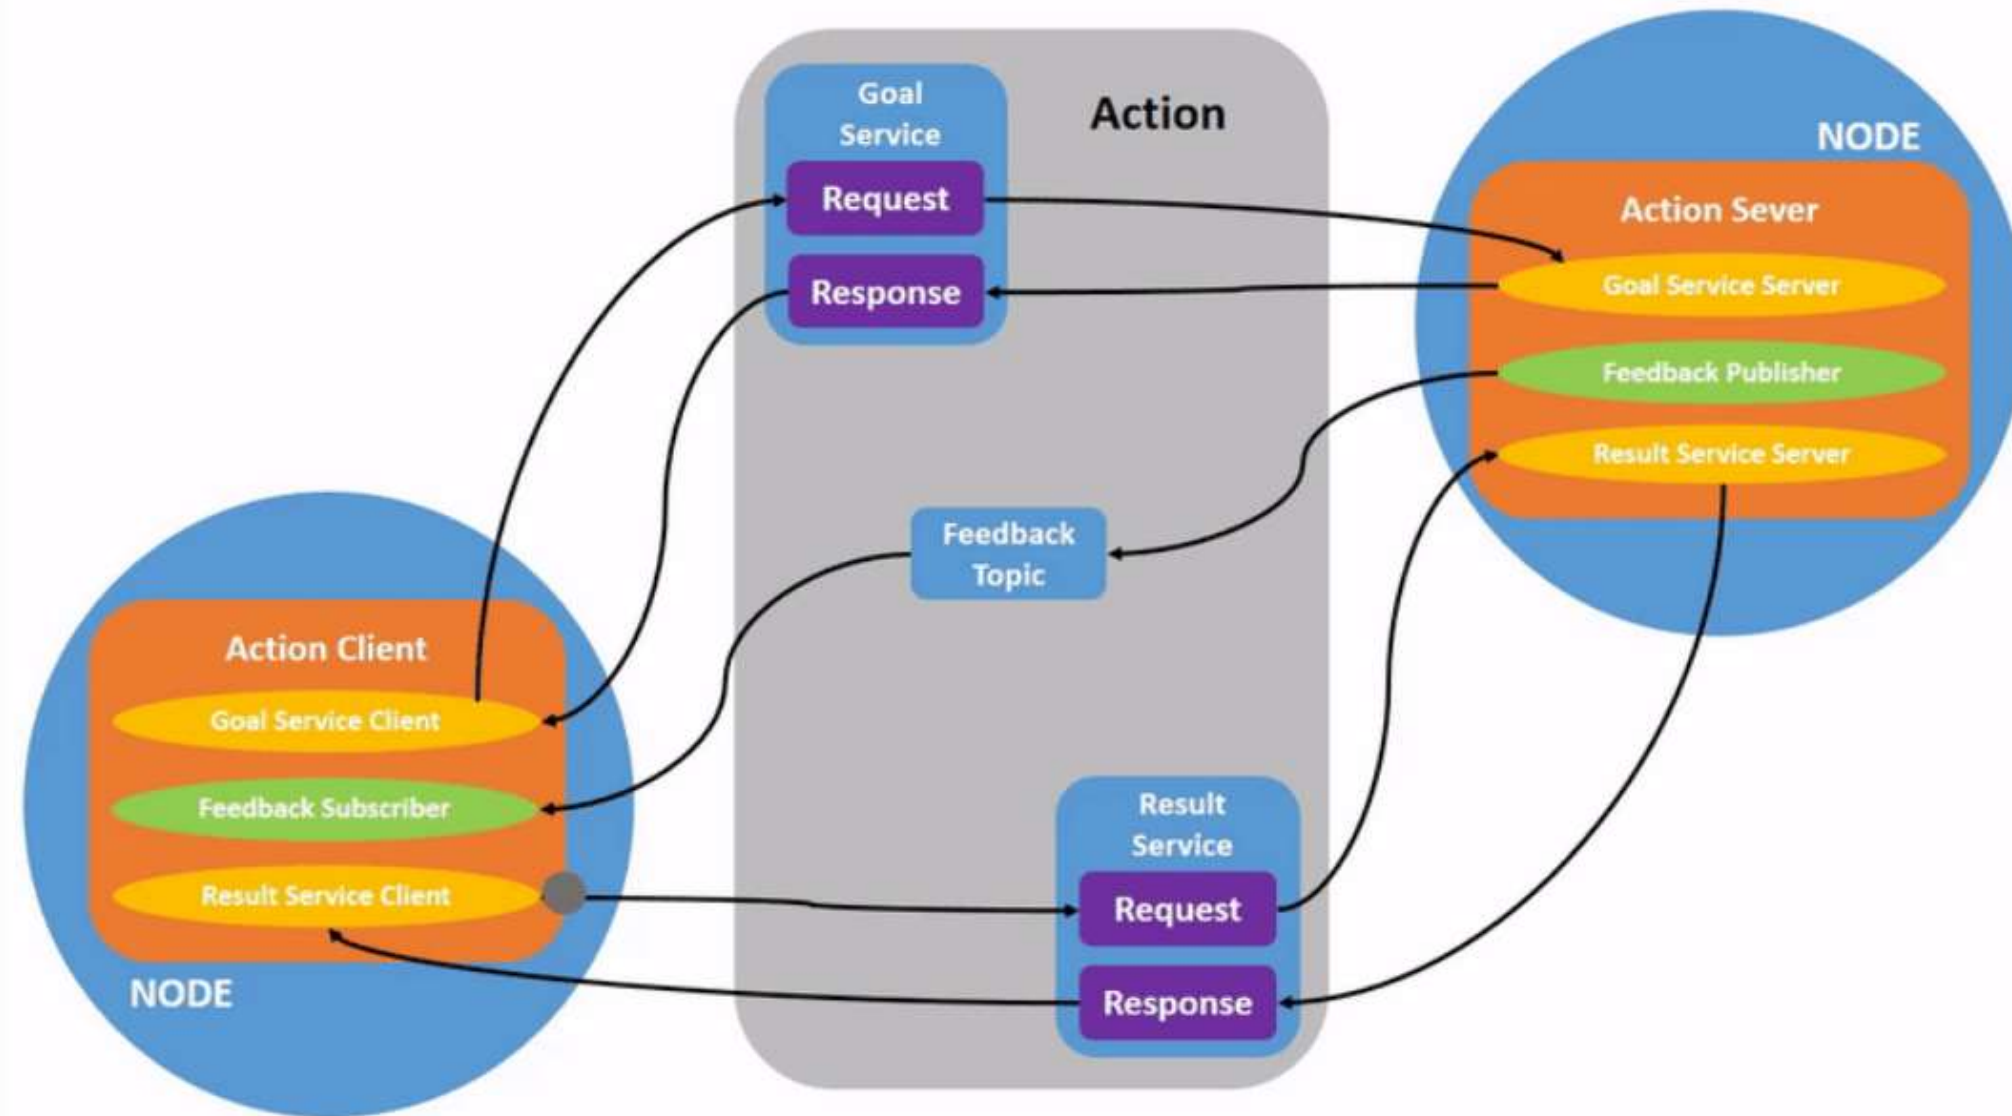 Goal
Service
Request
Response
Action
NODE
Action Sever
Goal Service Server
Feedback Publisher
Result Service Server
Feedback
Topic
Action Client
Goal Service Client
Feedback Subscriber
Result Service Client
NODE
Result
Service
Request
Response